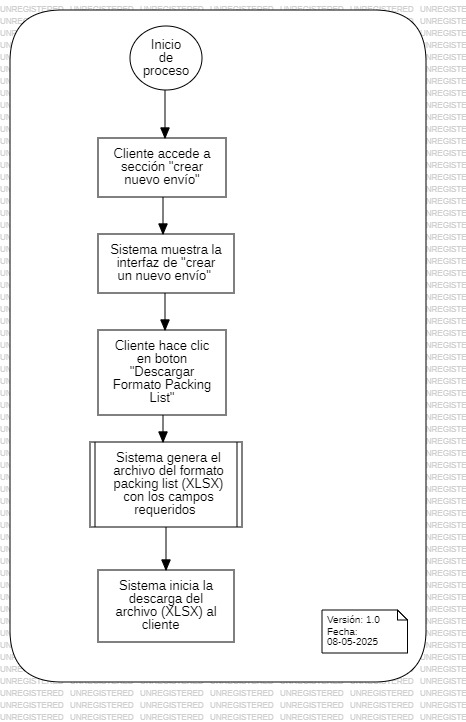 Inicio
de
proceso
Cliente accede a
sección "crear
nuevo envío"
Sistema muestra la
interfaz de "crear
un nuevo envío"
Cliente hace clic
en boton
"Descargar
Formato Packing
List"
Sistema genera el
archivo del formato
packing list (XLSX)
con los campos
requeridos
Sistema inicia la
descarga del
archivo (XLSX) al
cliente
Versión: 1.0
Fecha:
08-05-2025
UNREGISTERED